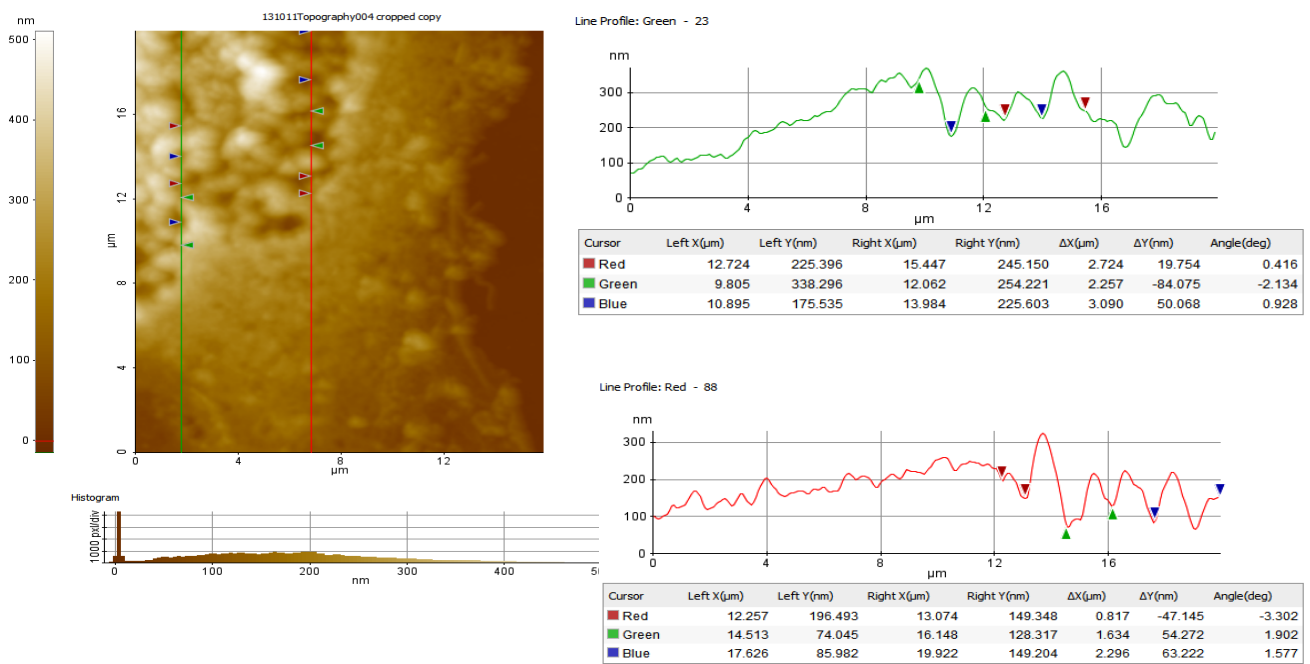 nm
500
400
300
200
100
0
131011Topography004 cropped copy
16
12
8
4
0
µm
0 4 8 12
µm
Histogram
1000 pxl/div
0 100 200 300 400 5
nm
Line Profile: Green - 23
nm
300
200
100
0
0 4 8 12 16
µm
Cursor Left X(µm) Left Y(nm) Right X(µm) Right Y(nm) ΔX(µm) ΔY(nm) Angle(deg)
Red 12.724 225.396 15.447 245.150 2.724 19.754 0.416
Green 9.805 338.296 12.062 254.221 2.257 -84.075 -2.134
Blue 10.895 175.535 13.984 225.603 3.090 50.068 0.928
Line Profile: Red - 88
nm
300
200
100
0
0 4 8 12 16
µm
Cursor Left X(µm) Left Y(nm) Right X(µm) Right Y(nm) ΔX(µm) ΔY(nm) Angle(deg)
Red 12.257 196.493 13.074 149.348 0.817 -47.145 -3.302
Green 14.513 74.045 16.148 128.317 1.634 54.272 1.902
Blue 17.626 85.982 19.922 149.204 2.296 63.222 1.577